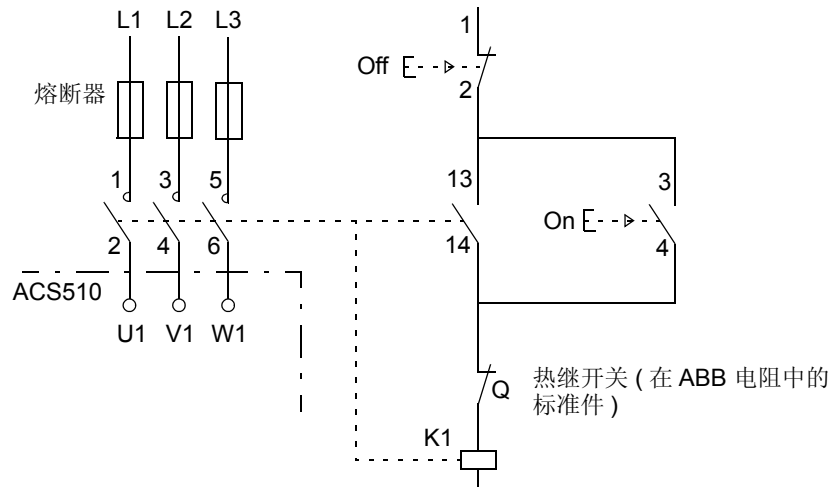 L1 L2 L3
1
Off
2
熔断器
1 3 5
13
3
On
2 4 6
14
4
ACS510
U1 V1 W1
Q
热继开关 ( 在 ABB 电阻中的
标准件 )
K1